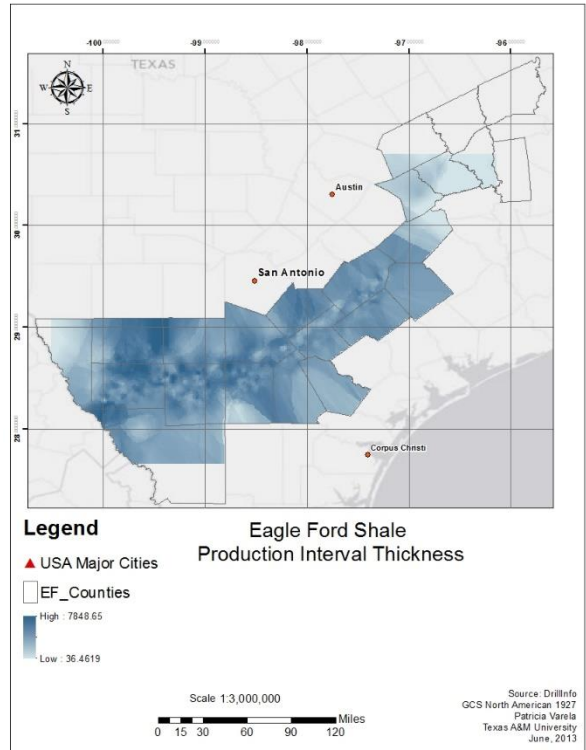 -100 -99 -98 -97 -96
TEXAS
N
W E
S
31
Austin
30
San Antonio
29
28
Corpus Christi
Legend
Eagle Ford Shale
Production Interval Thickness
USA Major Cities
EF_Counties
High : 7848.65
Low : 36.4619
Scale 1:3,000,000
Miles
0 15 30 60 90 120
Source: DrillInfo
GCS North American 1927
Patricia Varela
Texas A&M University
June, 2013